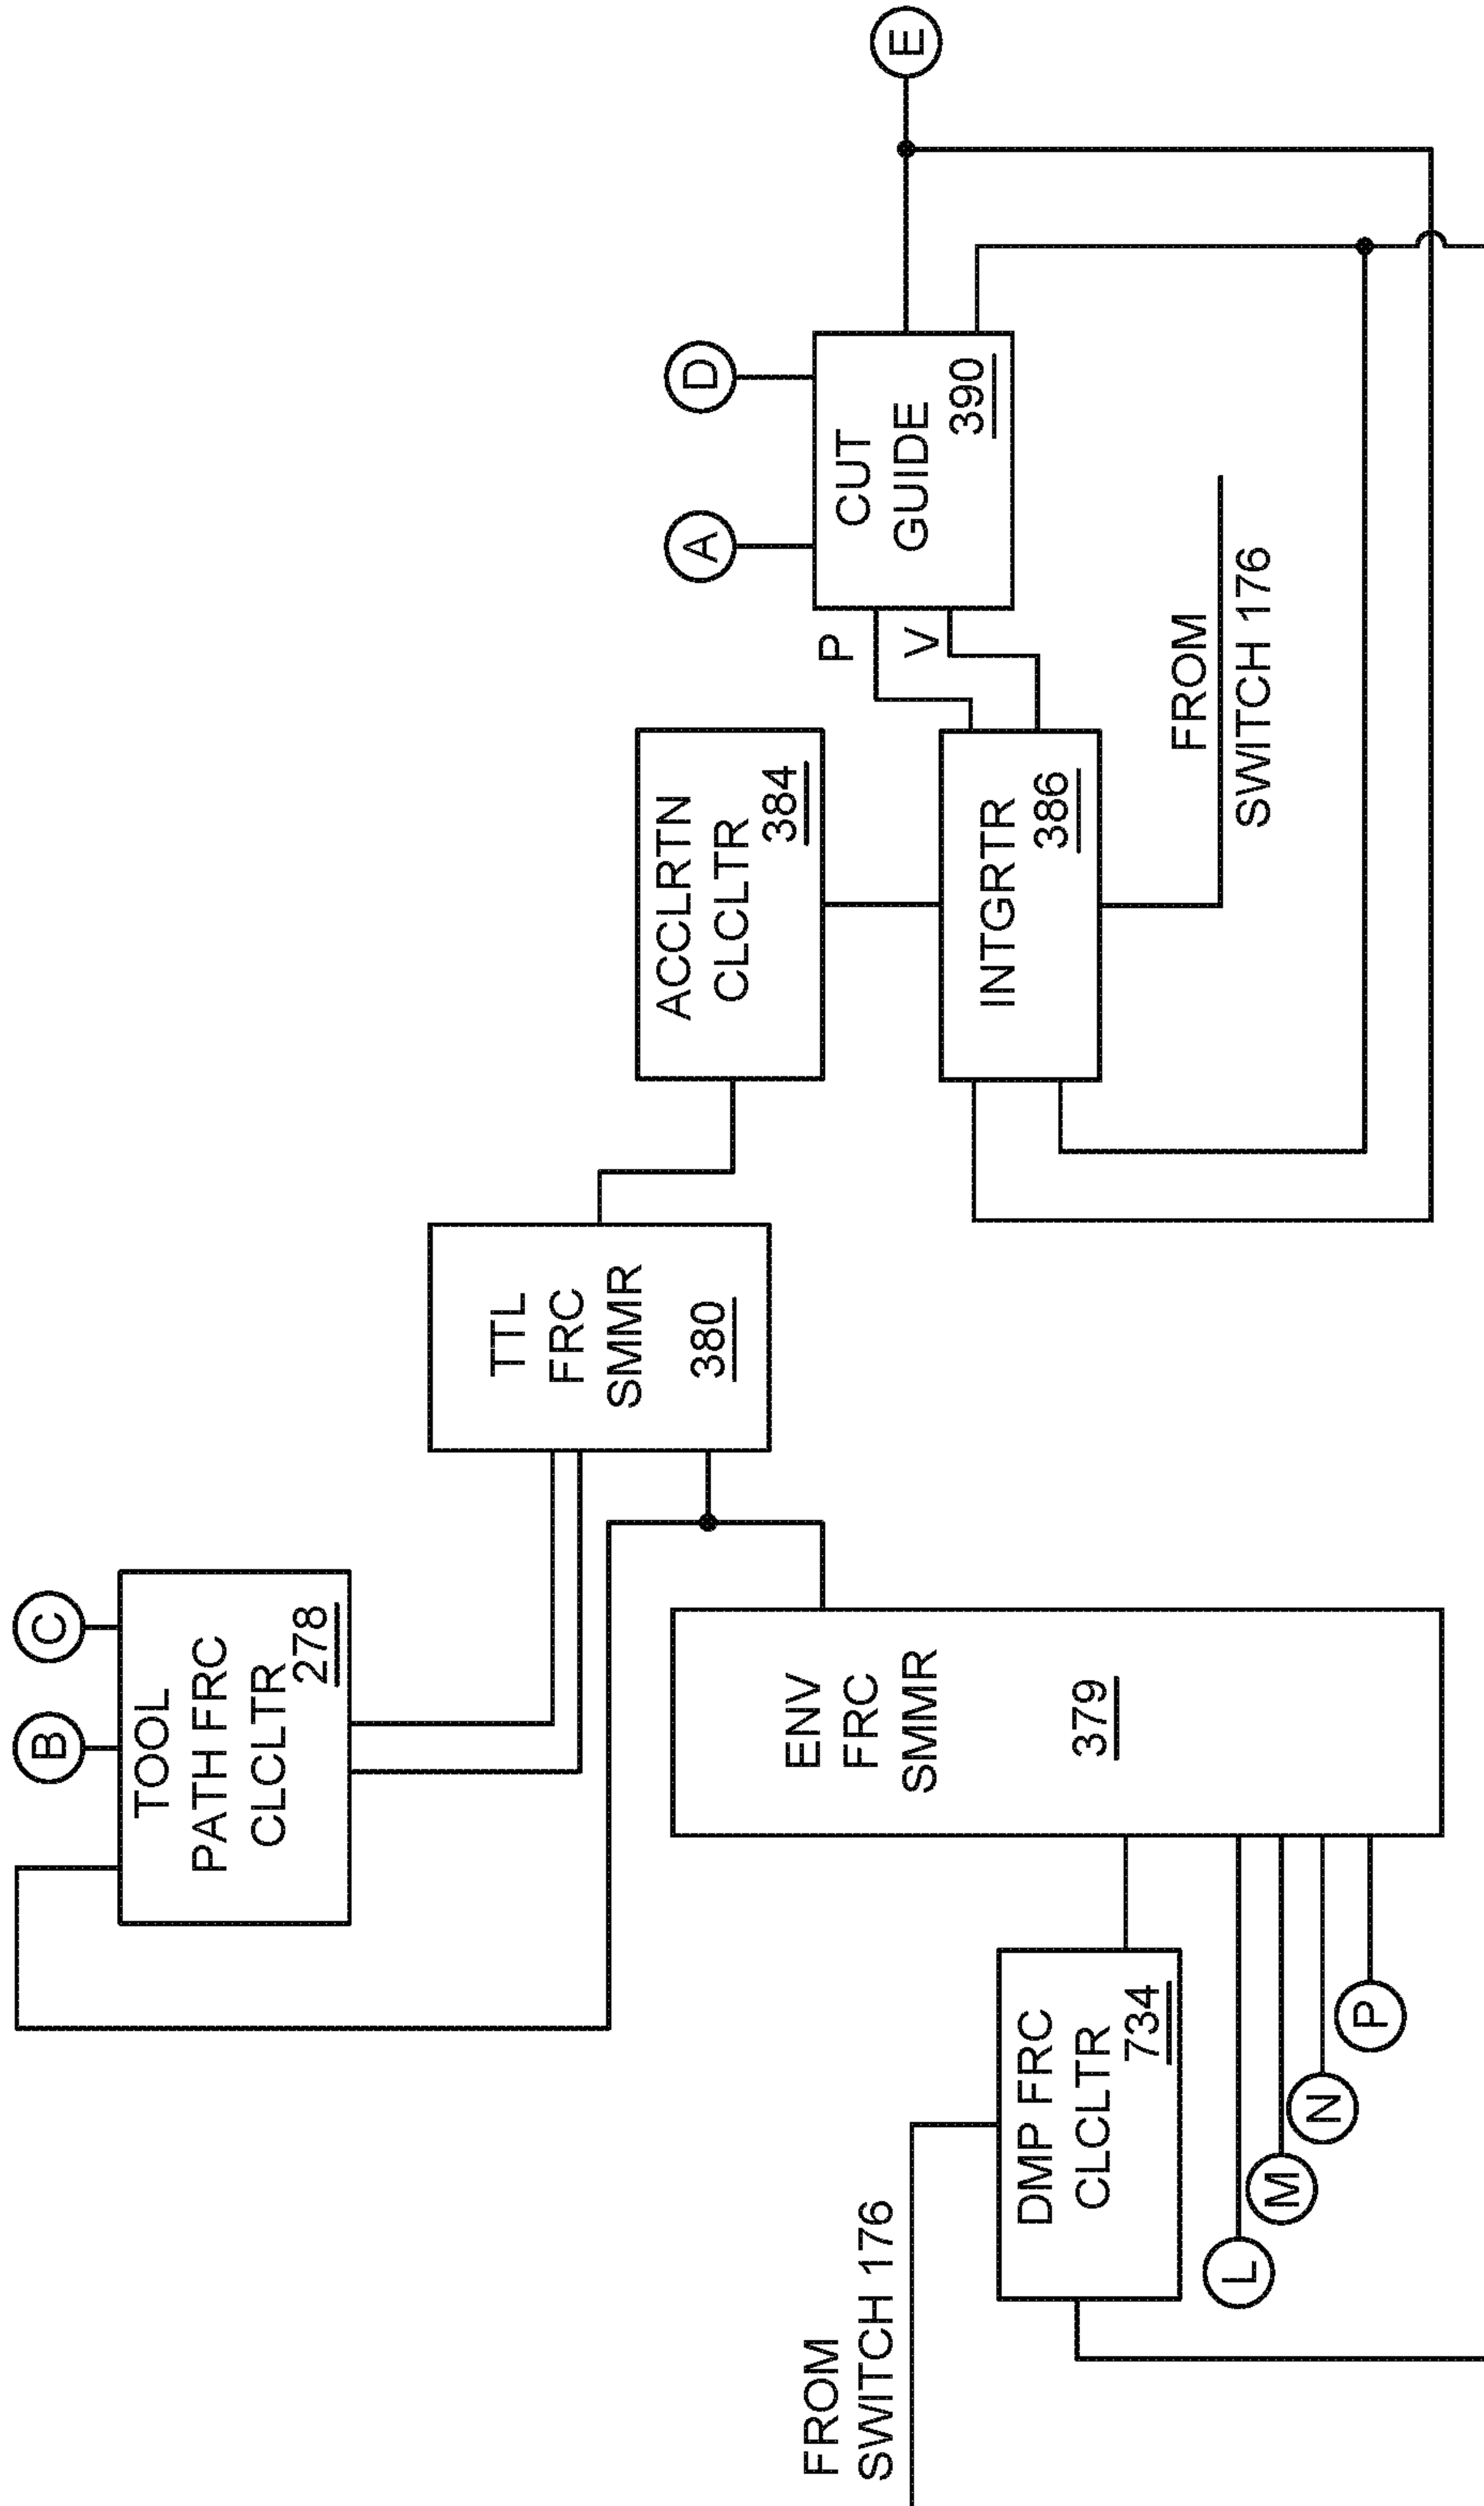 B
C
TOOL
PATH FRC
CLCLTR
278
TTL
FRC
SMMR
380
ACCLRTN
CLCLTR
384
A
D
E
P
V
CUT
GUIDE
390
INTGRTR
386
FROM
SWITCH 176
ENV
FRC
SMMR
379
FROM
SWITCH 176
DMP FRC
CLCLTR
734
L
M
N
P